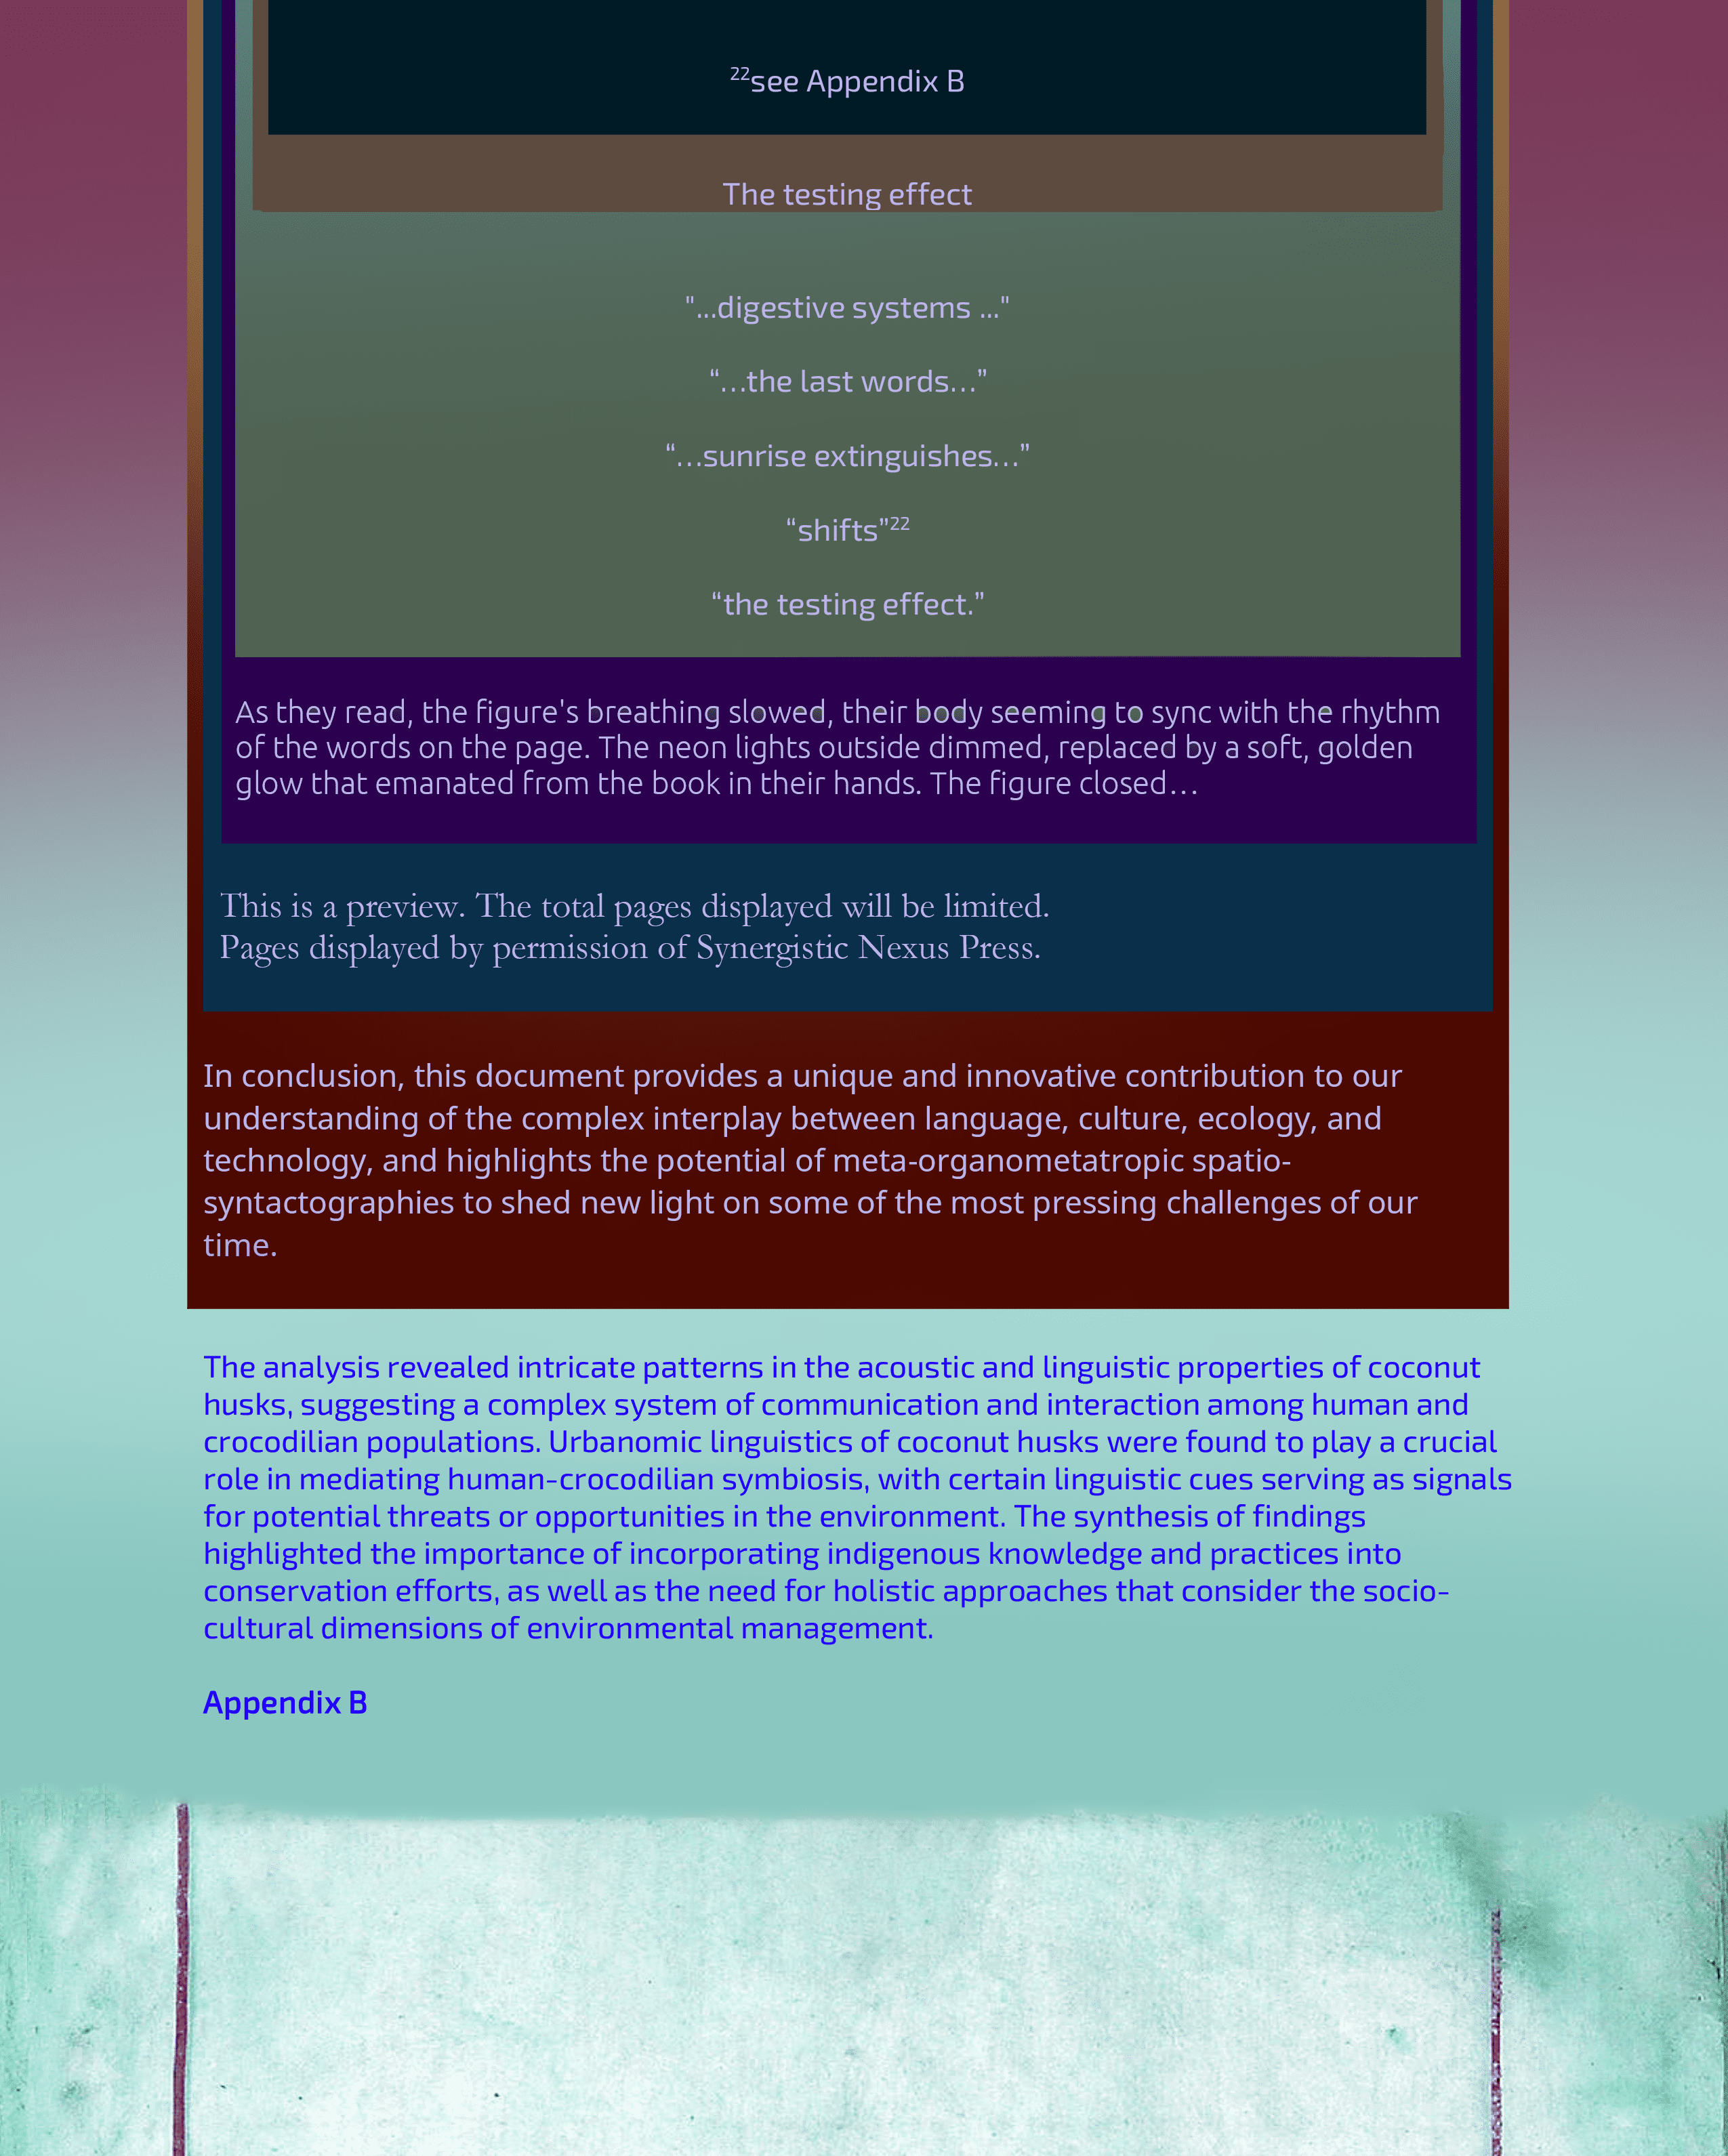 ²²see Appendix B
The testing effect
"...digestive systems ..."
“…the last words…”
“…sunrise extinguishes…”
“shifts”²²
“the testing effect.”
As they read, the figure's breathing slowed, their body seeming to sync with the rhythm
of the words on the page. The neon lights outside dimmed, replaced by a soft, golden
glow that emanated from the book in their hands. The figure closed…
This is a preview. The total pages displayed will be limited.
Pages displayed by permission of Synergistic Nexus Press.
In conclusion, this document provides a unique and innovative contribution to our
understanding of the complex interplay between language, culture, ecology, and
technology, and highlights the potential of meta-organometatropic spatio-
syntactographies to shed new light on some of the most pressing challenges of our
time.
The analysis revealed intricate patterns in the acoustic and linguistic properties of coconut
husks, suggesting a complex system of communication and interaction among human and
crocodilian populations. Urbanomic linguistics of coconut husks were found to play a crucial
role in mediating human-crocodilian symbiosis, with certain linguistic cues serving as signals
for potential threats or opportunities in the environment. The synthesis of findings
highlighted the importance of incorporating indigenous knowledge and practices into
conservation efforts, as well as the need for holistic approaches that consider the socio-
cultural dimensions of environmental management.
Appendix B